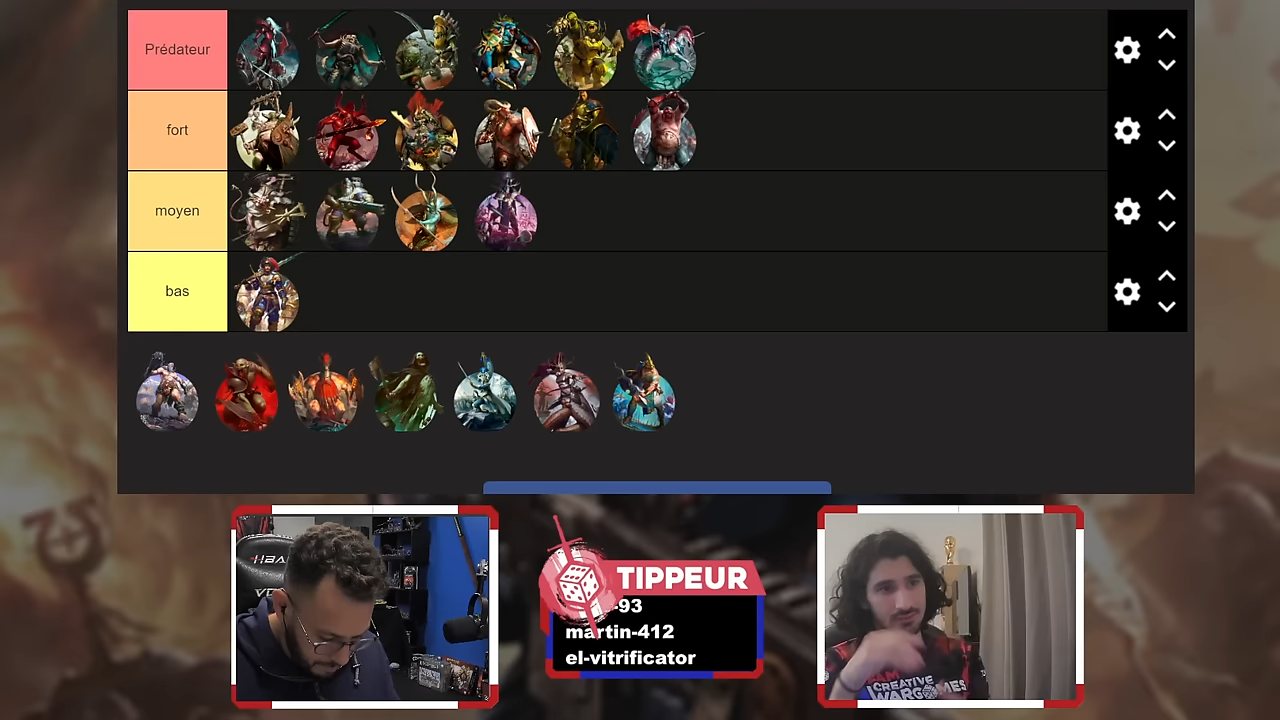 Prédateur
fort
moyen
bas
TIPPEUR
-93
martin-412
el-vitrificator
CREATIVE
WARGAMES